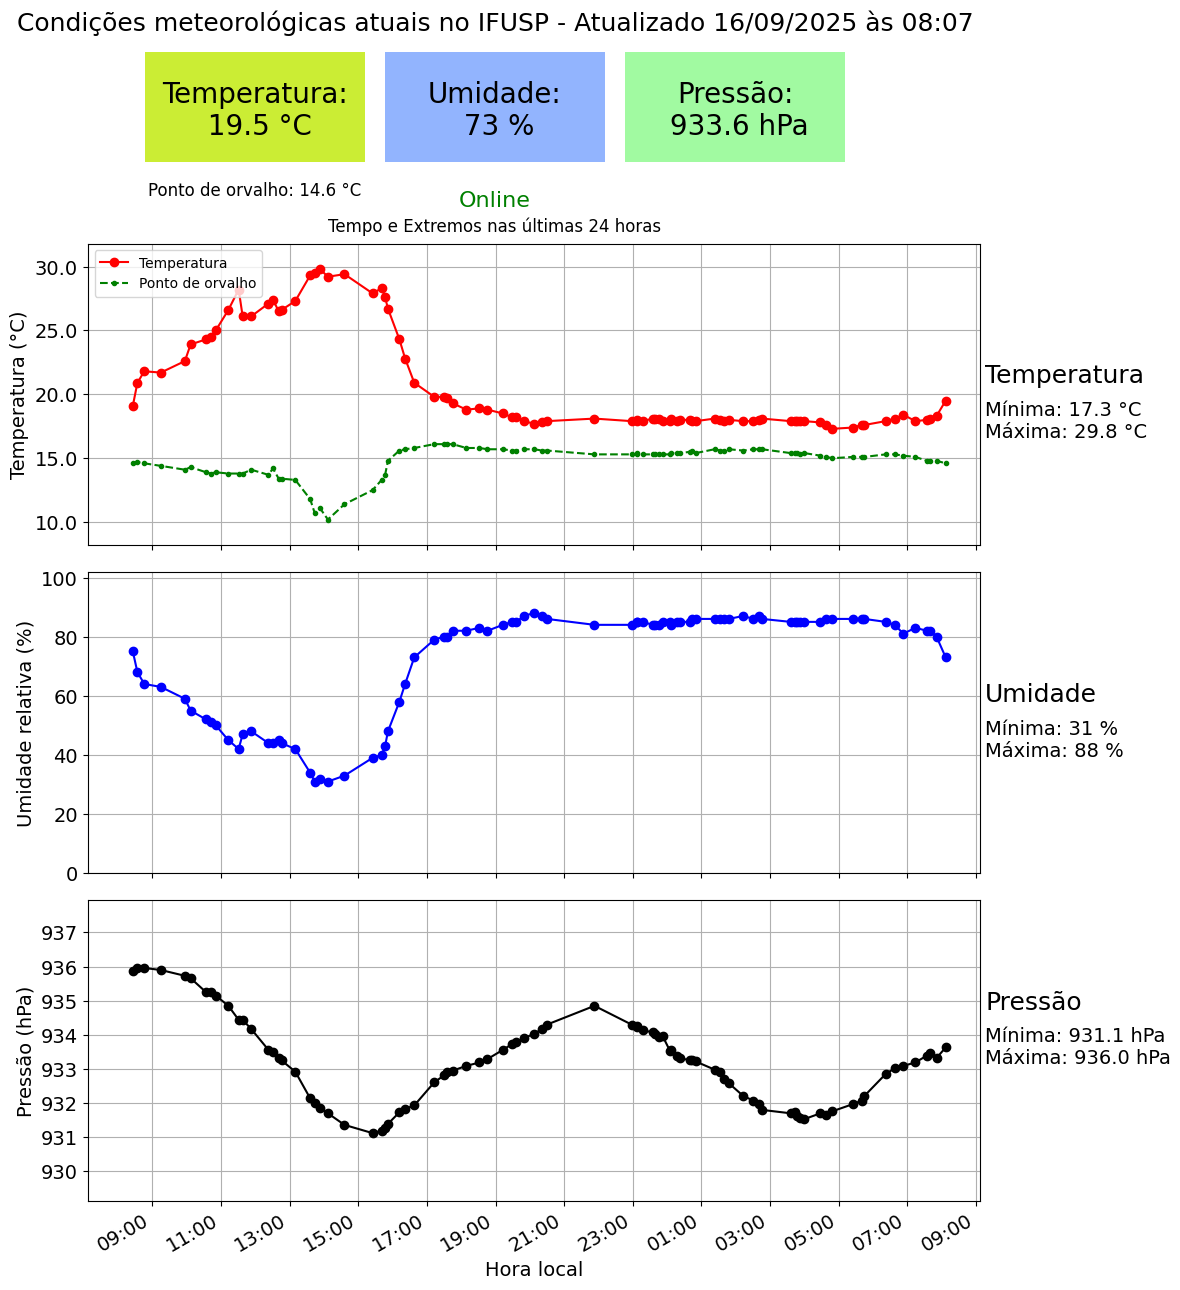 Condições meteorológicas atuais no IFUSP - Atualizado 16/09/2025 às 08:07
Temperatura:
19.5 °C
Umidade:
73 %
Pressão:
933.6 hPa
Ponto de orvalho: 14.6 °C
Online
Tempo e Extremos nas últimas 24 horas
Temperatura
Ponto de orvalho
Temperatura (°C)
30.0
25.0
20.0
15.0
10.0
Temperatura
Mínima: 17.3 °C
Máxima: 29.8 °C
Umidade relativa (%)
100
80
60
40
20
0
Umidade
Mínima: 31 %
Máxima: 88 %
Pressão (hPa)
937
936
935
934
933
932
931
930
Pressão
Mínima: 931.1 hPa
Máxima: 936.0 hPa
09:00 11:00 13:00 15:00 17:00 19:00 21:00 23:00 01:00 03:00 05:00 07:00 09:00
Hora local